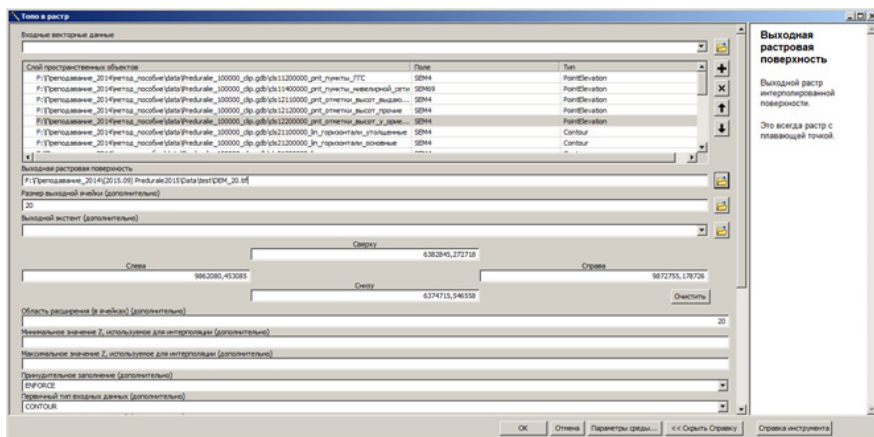 Топо в растр
Входные векторные данные
Слой пространственных объектов Поле Тип
F:\Преподавание_2014\метод_пособие\data\Preduralie_100000_clip.gdb\cls11200000_pnt_пункты_ГГС SEM4 PointElevation
F:\Преподавание_2014\метод_пособие\data\Preduralie_100000_clip.gdb\cls11400000_pnt_пункты_нивелирной_сети SEM69 PointElevation
F:\Преподавание_2014\метод_пособие\data\Preduralie_100000_clip.gdb\cls12110000_pnt_отметки_высот_выдаю... SEM4 PointElevation
F:\Преподавание_2014\метод_пособие\data\Preduralie_100000_clip.gdb\cls12120000_pnt_отметки_высот_прочие SEM4 PointElevation
F:\Преподавание_2014\метод_пособие\data\Preduralie_100000_clip.gdb\cls12200000_pnt_отметки_высот_у_орие... SEM4 PointElevation
F:\Преподавание_2014\метод_пособие\data\Preduralie_100000_clip.gdb\cls21100000_lin_горизонтали_утолщенные SEM4 Contour
F:\Преподавание_2014\метод_пособие\data\Preduralie_100000_clip.gdb\cls21200000_lin_горизонтали_основные SEM4 Contour
Выходная растровая поверхность
F:\Преподавание_2014\(2015.09) Predurale2015\Data\test\DEM_20.tif
Размер выходной ячейки (дополнительно)
20
Выходной экстент (дополнительно)
Сверху
6382845,272718
Слева Справа
9862080,453085 9872755,178726
Снизу
6374715,546558 Очистить
Область расширения (в ячейках) (дополнительно)
20
Минимальное значение Z, используемое для интерполяции (дополнительно)
Максимальное значение Z, используемое для интерполяции (дополнительно)
Принудительное заполнение (дополнительно)
ENFORCE
Первичный тип входных данных (дополнительно)
CONTOUR
OK Отмена Параметры среды... << Скрыть Справку Справка инструмента
Выходная
растровая
поверхность
Выходной растр
интерполированной
поверхности.
Это всегда растр с
плавающей точкой.